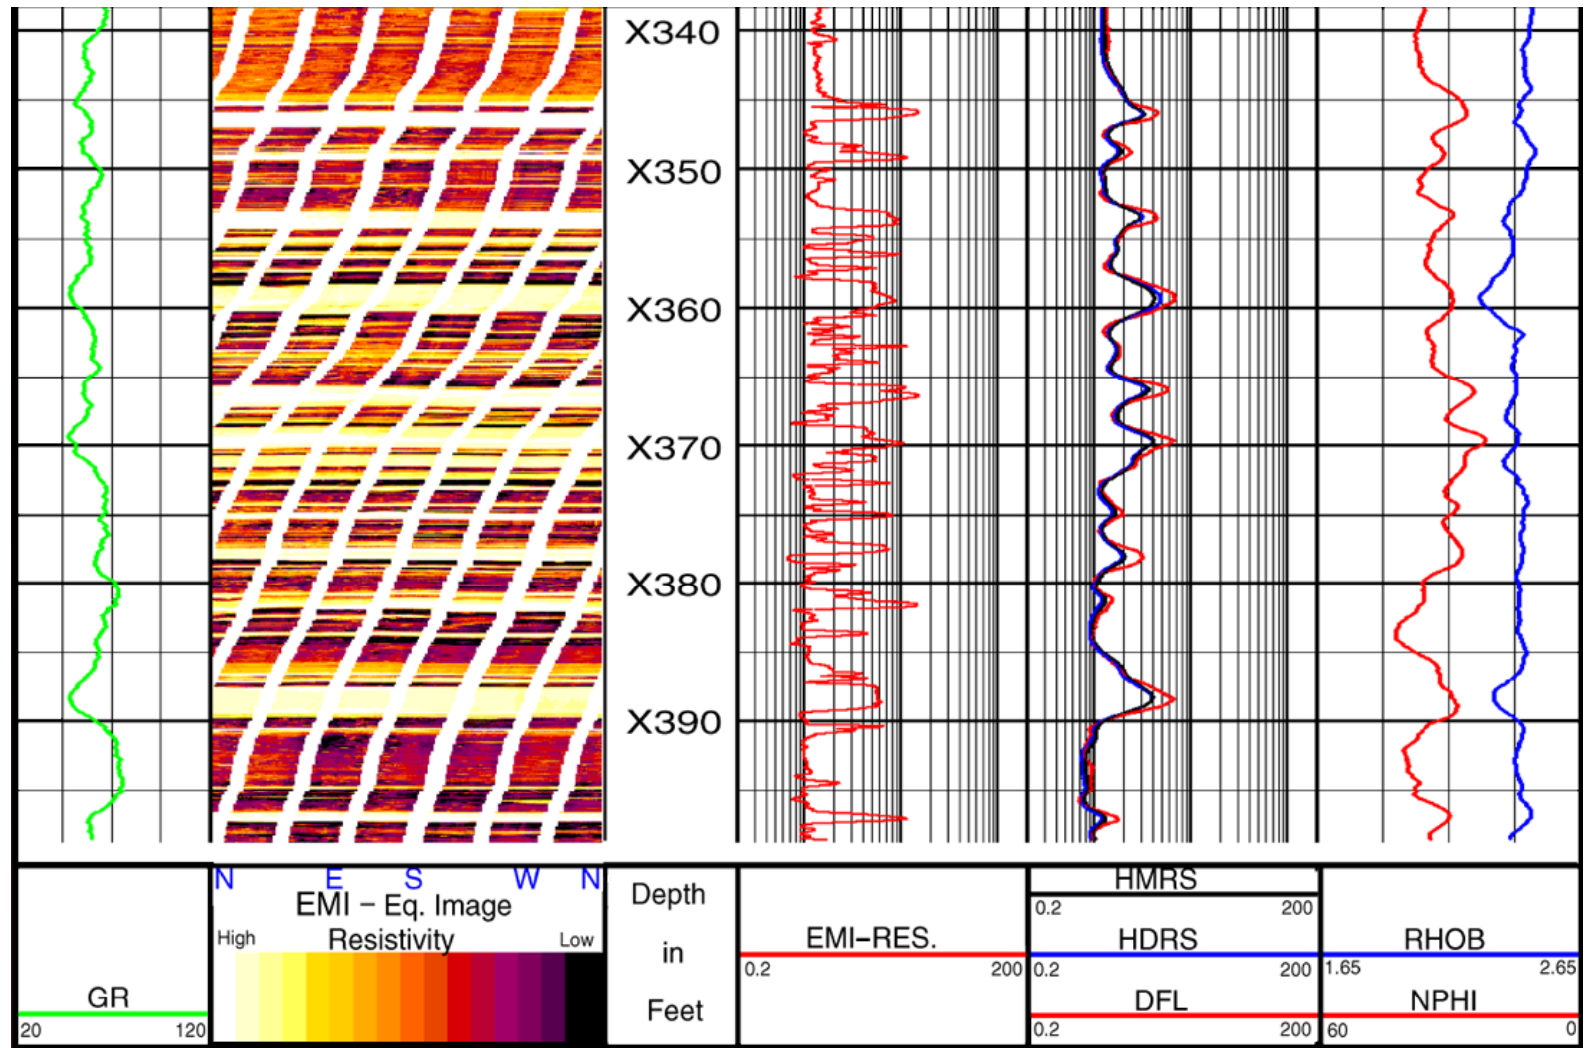 X340
X350
X360
X370
X380
X390
N E S W N
EMI – Eq. Image
High Resistivity Low
GR
20 120
Depth
in
Feet
EMI–RES.
0.2 200
HMRS
0.2 200
HDRS
0.2 200
DFL
0.2 200
RHOB
1.65 2.65
NPHI
60 0